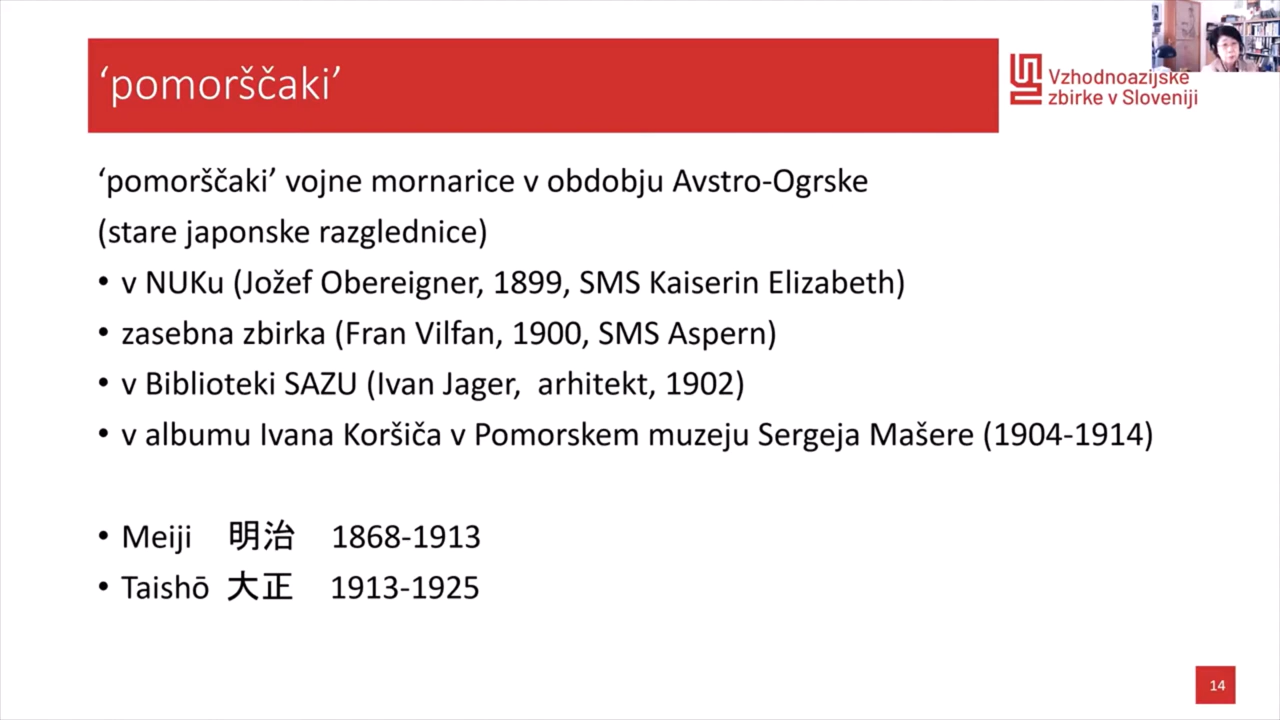 ‘pomorščaki’
Vzhodnoazijske
zbirke v Sloveniji
‘pomorščaki’ vojne mornarice v obdobju Avstro-Ogrske
(stare japonske razglednice)
• v NUKu (Jožef Obereigner, 1899, SMS Kaiserin Elizabeth)
• zasebna zbirka (Fran Vilfan, 1900, SMS Aspern)
• v Biblioteki SAZU (Ivan Jager, arhitekt, 1902)
• v albumu Ivana Koršiča v Pomorskem muzeju Sergeja Mašere (1904-1914)
• Meiji 明治 1868-1913
• Taishō 大正 1913-1925
14